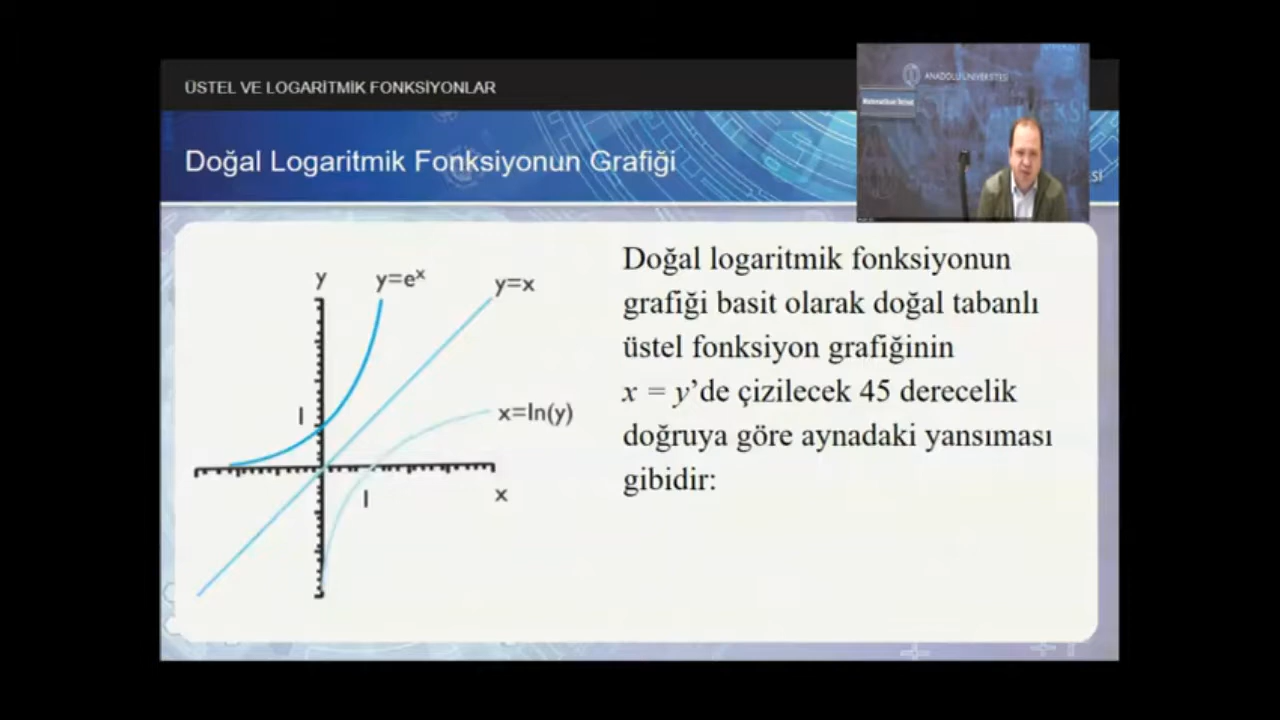 ÜSTEL VE LOGARİTMİK FONKSİYONLAR
ANADOLU ÜNİVERSİTESİ
Matematiksel İktisat
Doğal Logaritmik Fonksiyonun Grafiği
y
y=eˣ
y=x
1
x=ln(y)
1
x
Doğal logaritmik fonksiyonun
grafiği basit olarak doğal tabanlı
üstel fonksiyon grafiğinin
x = y’de çizilecek 45 derecelik
doğruya göre aynadaki yansıması
gibidir: